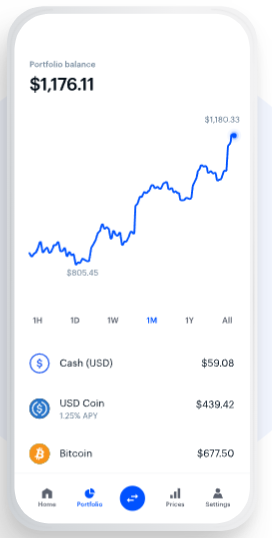 Portfolio balance
$1,176.11
$1,180.33
$805.45
1H 1D 1W 1M 1Y All
Cash (USD) $59.08
USD Coin $439.42
1.25% APY
Bitcoin $677.50
Home Portfolio Prices Settings